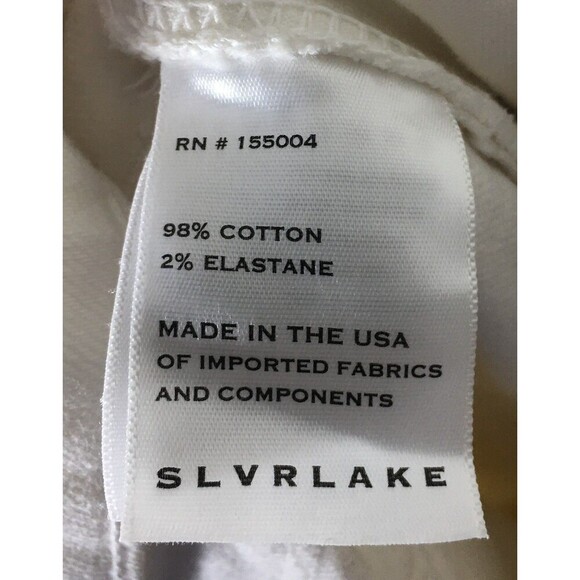 RN # 155004
98% COTTON
2% ELASTANE
MADE IN THE USA
OF IMPORTED FABRICS
AND COMPONENTS
SLVRLAKE